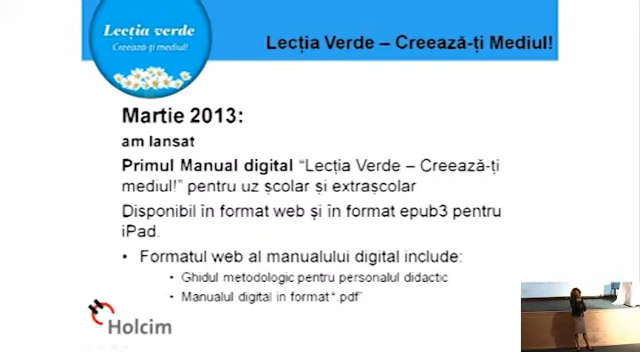 Lecția verde
Creează-ți mediul!
Lecția Verde – Creează-ți Mediul!
Martie 2013:
am lansat
Primul Manual digital “Lecția Verde – Creează-ți
mediul!” pentru uz școlar și extrașcolar
Disponibil în format web și în format epub3 pentru
iPad.
• Formatul web al manualului digital include:
• Ghidul metodologic pentru personalul didactic
• Manualul digital in format “.pdf”
Holcim